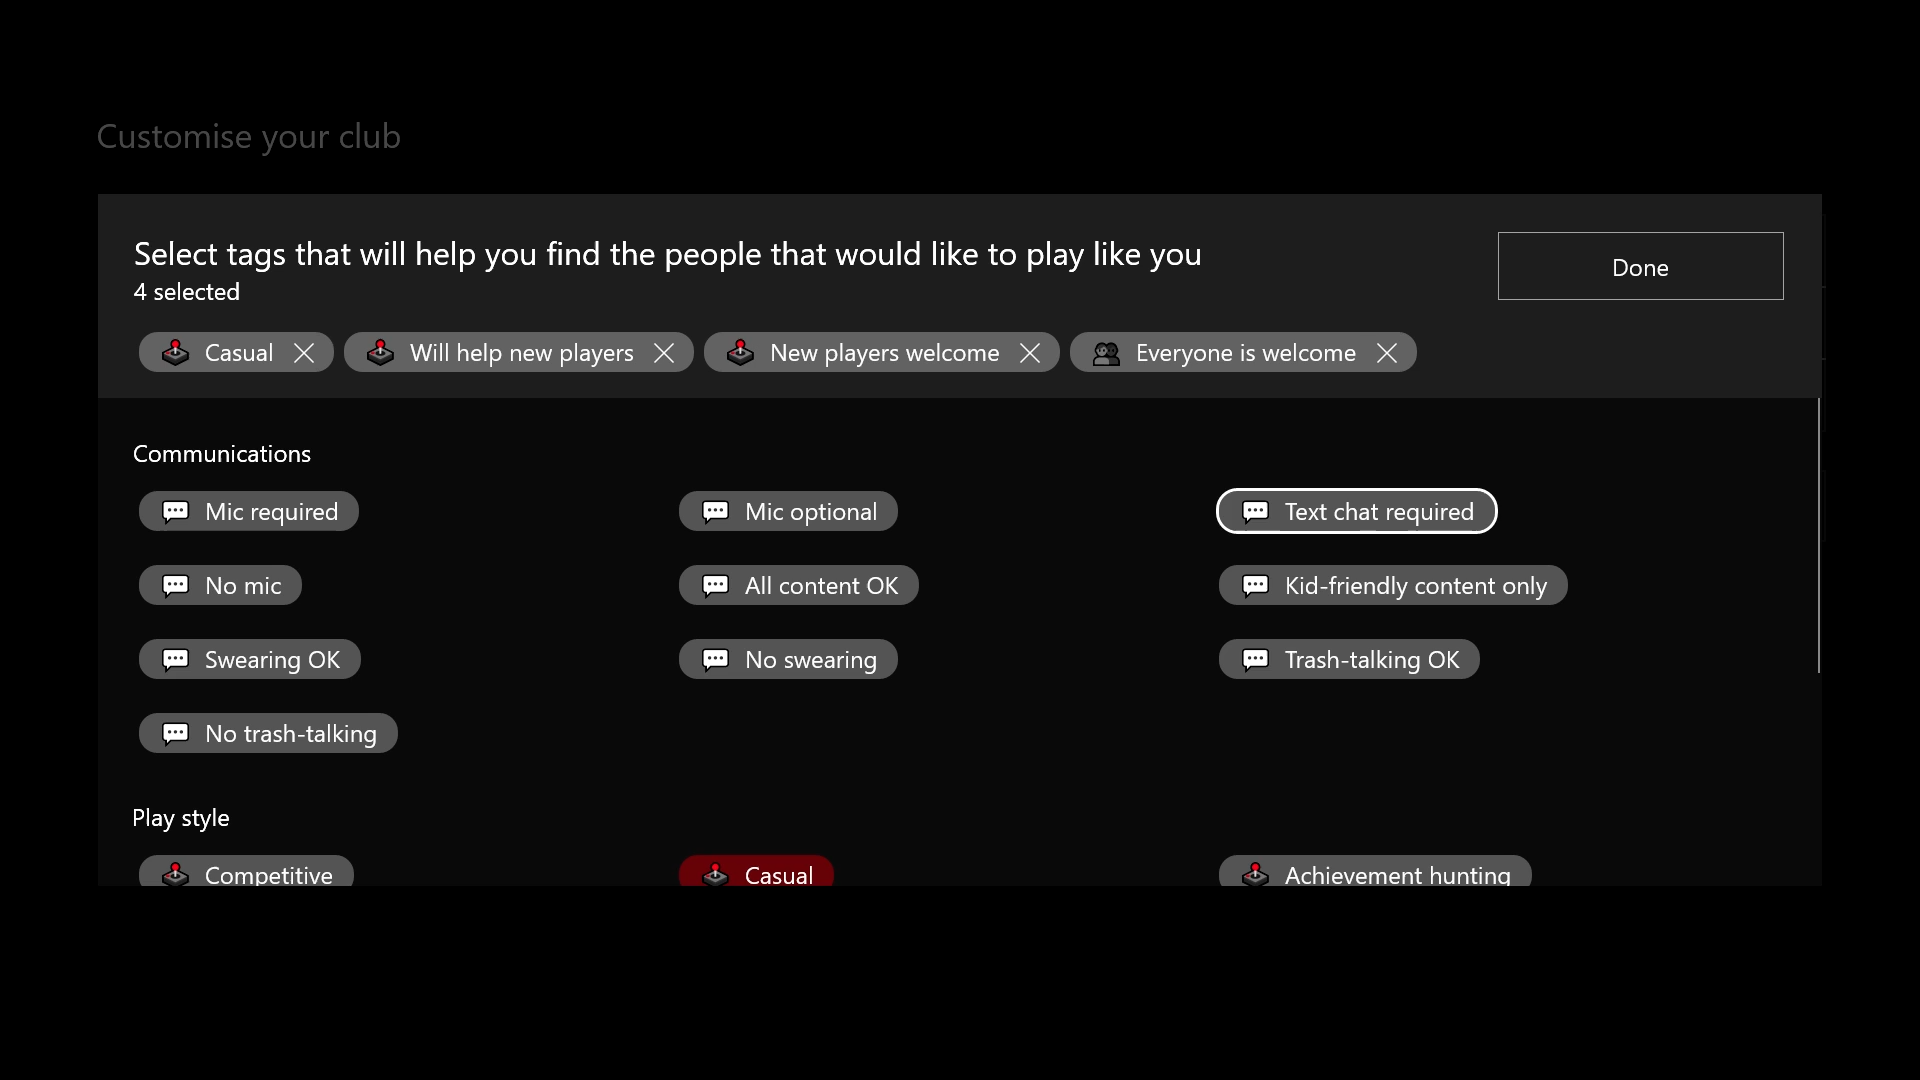 Customise your club
Select tags that will help you find the people that would like to play like you
Done
4 selected
Casual
Will help new players
New players welcome
Everyone is welcome
Communications
Mic required
Mic optional
Text chat required
No mic
All content OK
Kid-friendly content only
Swearing OK
No swearing
Trash-talking OK
No trash-talking
Play style
Competitive
Casual
Achievement hunting